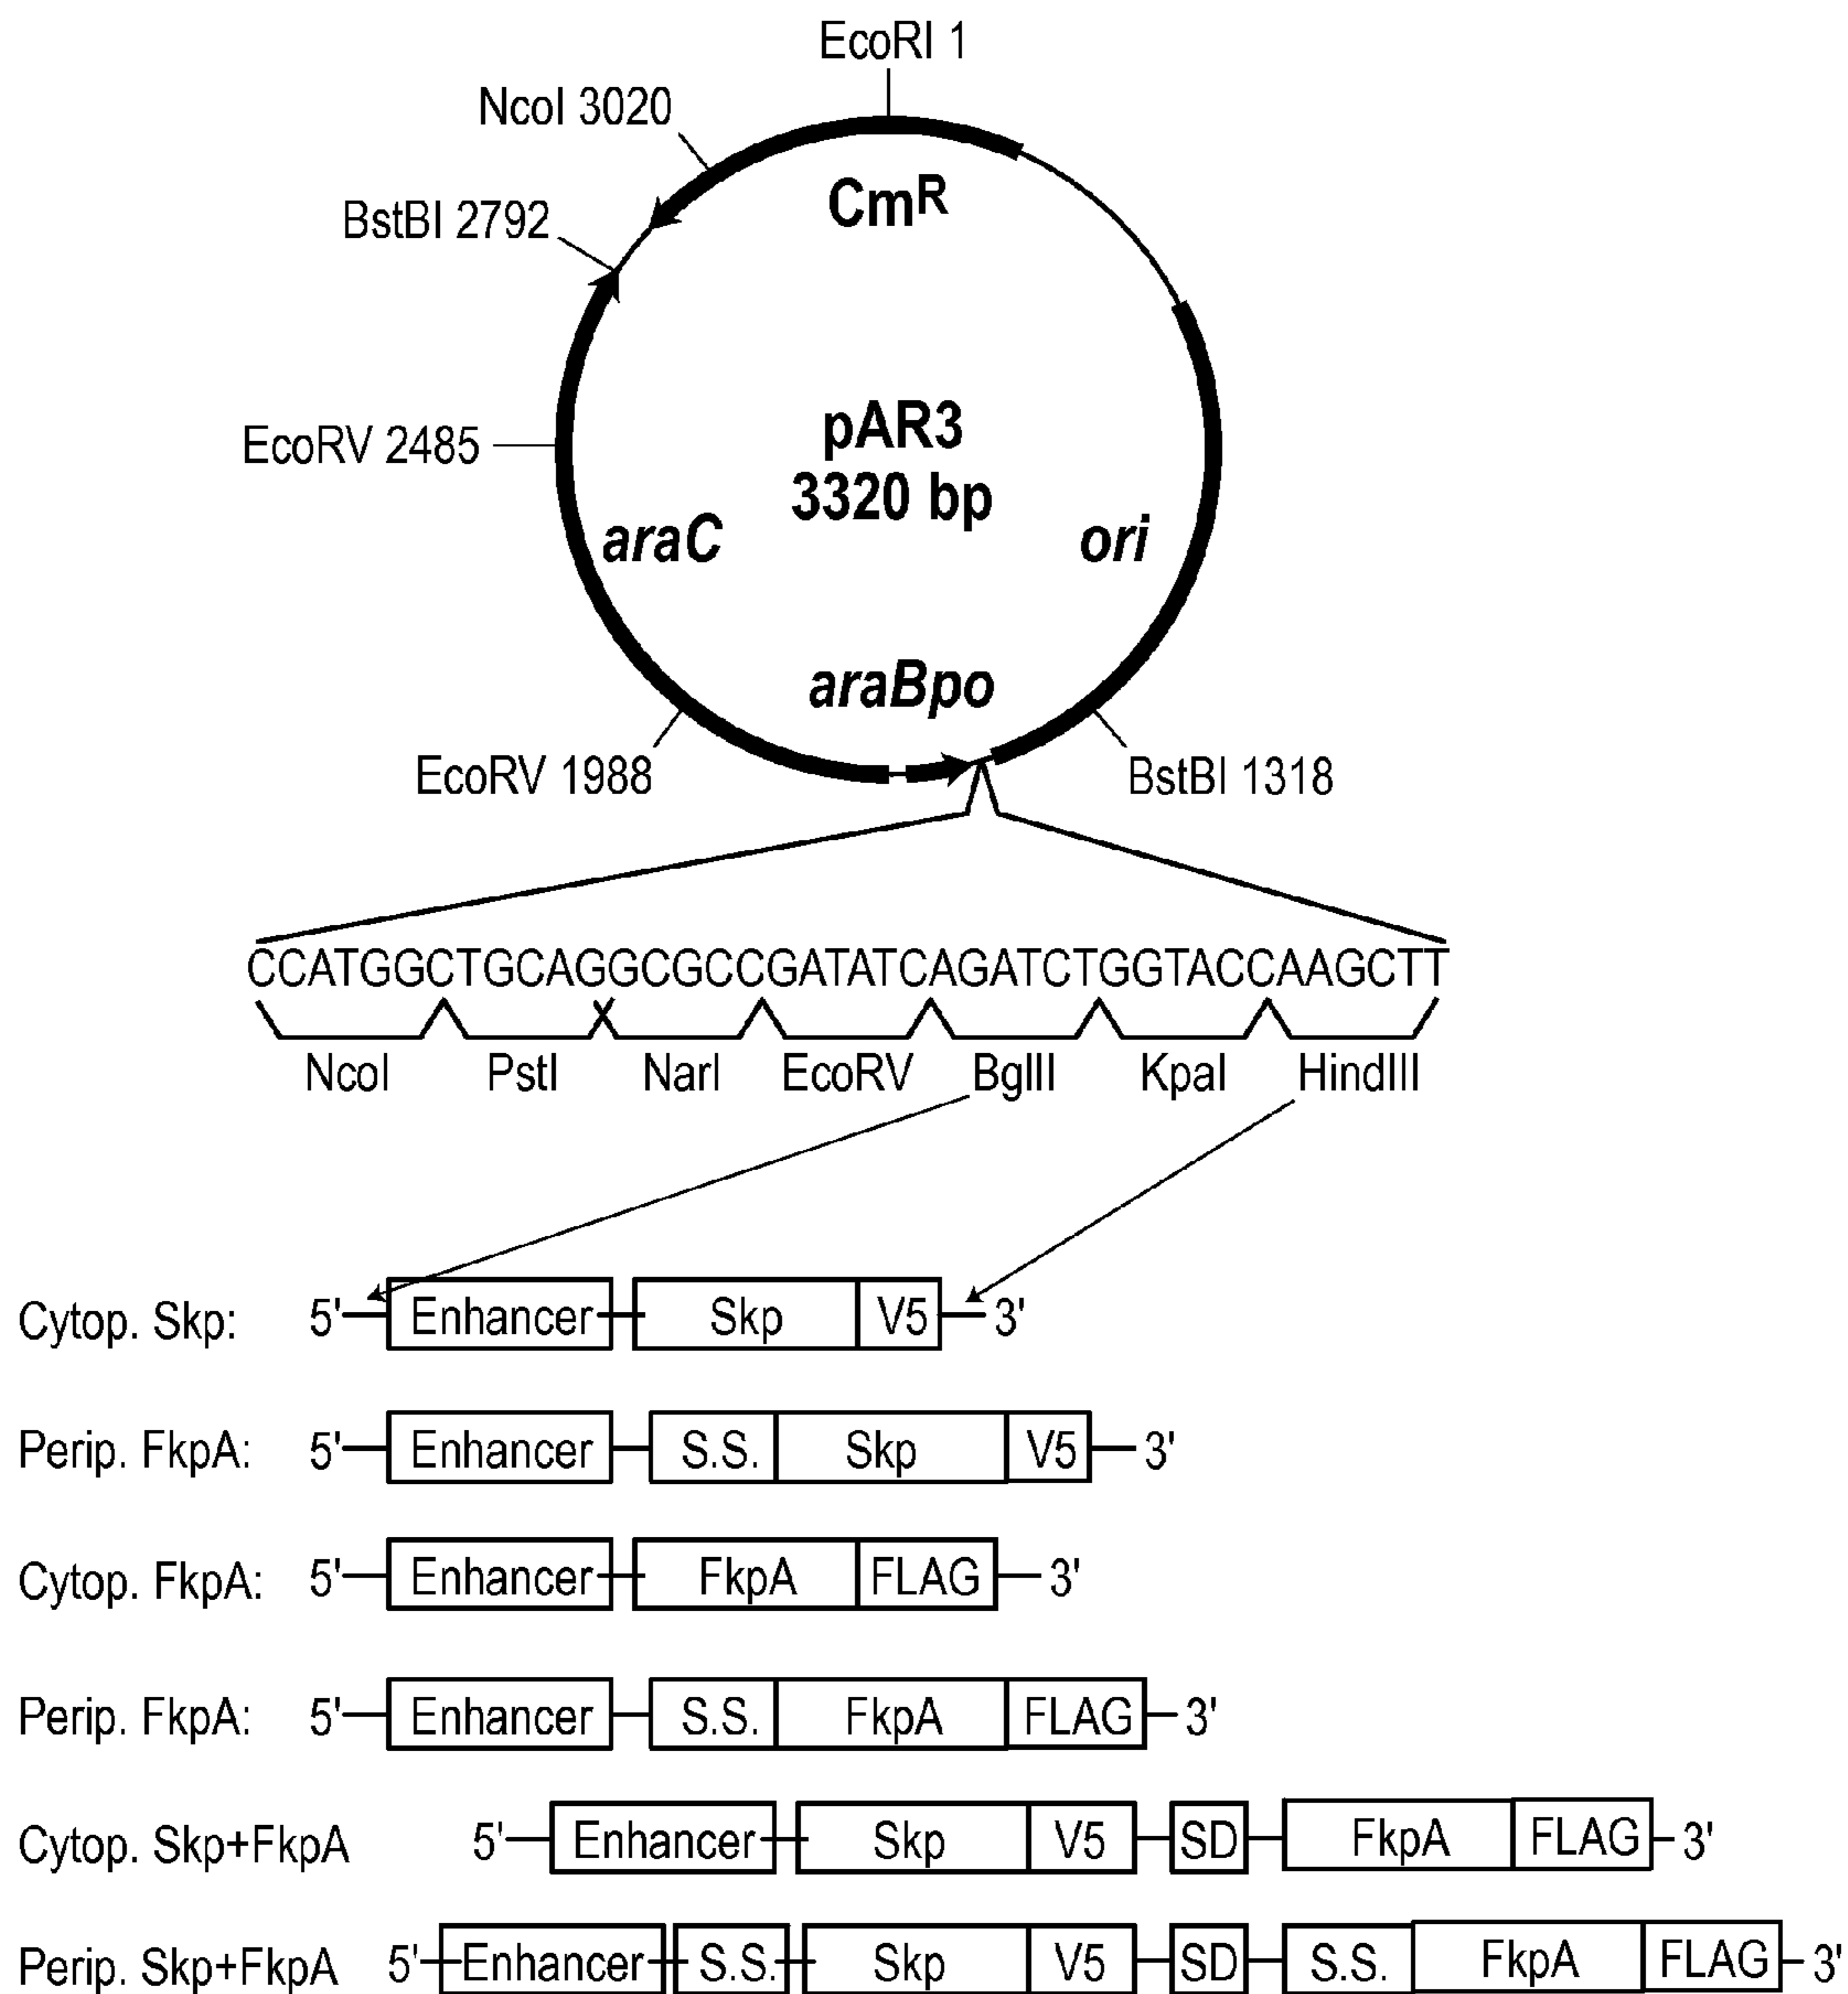 EcoRI 1
NcoI 3020
BstBI 2792
CmR
EcoRV 2485
pAR3
3320 bp
araC
ori
araBpo
EcoRV 1988
BstBI 1318
CCATGGCTGCAGGCGCCGATATCAGATCTGGTACCAAGCTT
NcoI PstI NarI EcoRV BglII KpaI HindIII
Cytop. Skp: 5' Enhancer Skp V5 3'
Perip. FkpA: 5' Enhancer S.S. Skp V5 3'
Cytop. FkpA: 5' Enhancer FkpA FLAG 3'
Perip. FkpA: 5' Enhancer S.S. FkpA FLAG 3'
Cytop. Skp+FkpA 5' Enhancer Skp V5 SD FkpA FLAG 3'
Perip. Skp+FkpA 5' Enhancer S.S. Skp V5 SD S.S. FkpA FLAG 3'